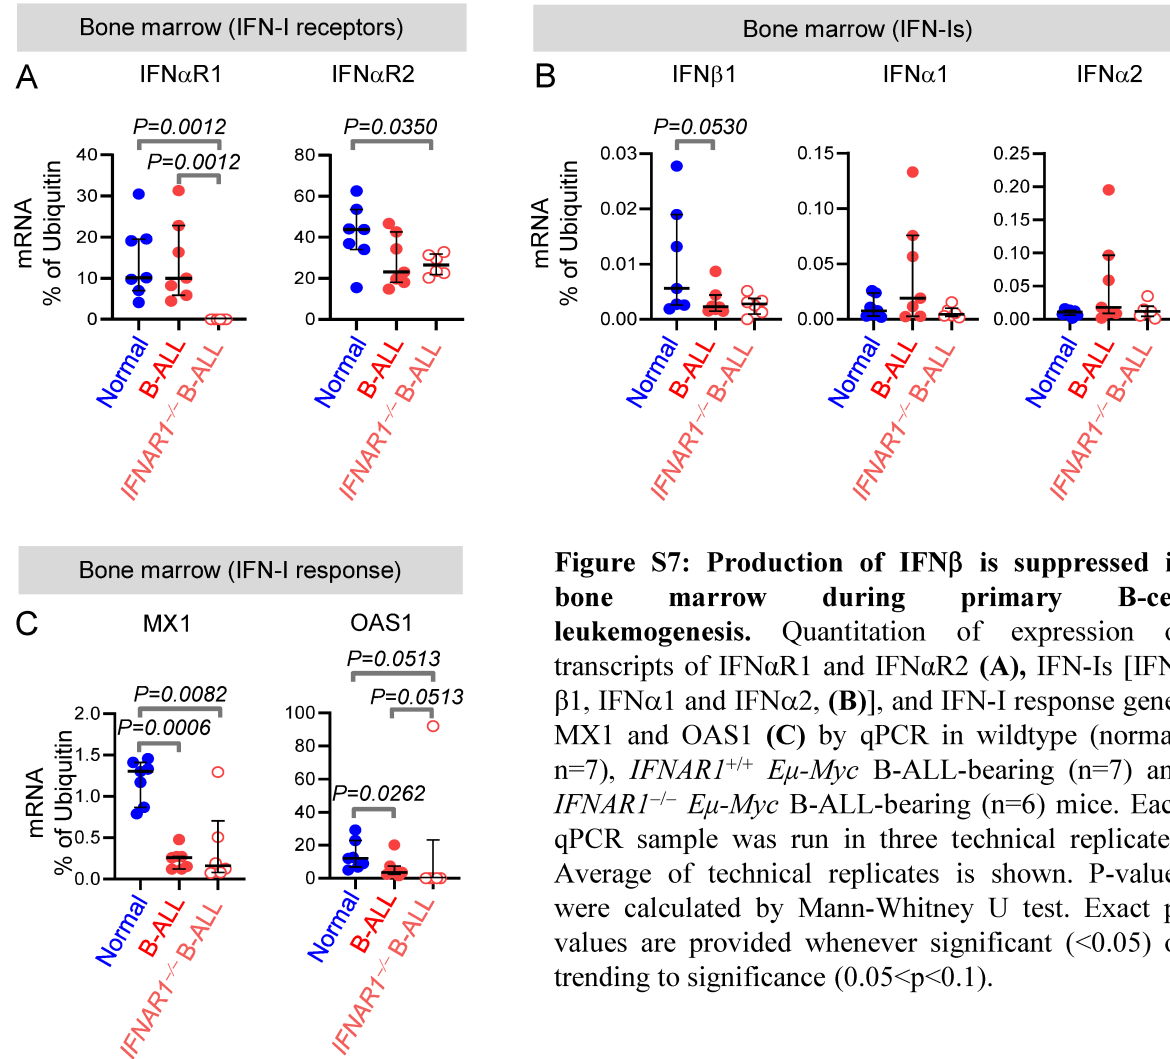 Bone marrow (IFN-I receptors)
A
IFNαR1
IFNαR2
P=0.0012
P=0.0012
P=0.0350
mRNA
% of Ubiquitin
40
30
20
10
0
80
60
40
20
0
Normal
B-ALL
IFNAR1⁻/⁻ B-ALL
Normal
B-ALL
IFNAR1⁻/⁻ B-ALL
Bone marrow (IFN-Is)
B
IFNβ1
IFNα1
IFNα2
P=0.0530
mRNA
% of Ubiquitin
0.03
0.02
0.01
0.00
0.15
0.10
0.05
0.00
0.25
0.20
0.15
0.10
0.05
0.00
Normal
B-ALL
IFNAR1⁻/⁻ B-ALL
Normal
B-ALL
IFNAR1⁻/⁻ B-ALL
Normal
B-ALL
IFNAR1⁻/⁻ B-ALL
Bone marrow (IFN-I response)
C
MX1
OAS1
P=0.0082
P=0.0006
P=0.0513
P=0.0513
P=0.0262
mRNA
% of Ubiquitin
2.0
1.5
1.0
0.5
0.0
100
80
60
40
20
0
Normal
B-ALL
IFNAR1⁻/⁻ B-ALL
Normal
B-ALL
IFNAR1⁻/⁻ B-ALL
Figure S7: Production of IFNβ is suppressed i
bone marrow during primary B-ce
leukemogenesis. Quantitation of expression o
transcripts of IFNαR1 and IFNαR2 (A), IFN-Is [IFN
β1, IFNα1 and IFNα2, (B)], and IFN-I response gene
MX1 and OAS1 (C) by qPCR in wildtype (norma
n=7), IFNAR1⁺/⁺ Eμ-Myc B-ALL-bearing (n=7) an
IFNAR1⁻/⁻ Eμ-Myc B-ALL-bearing (n=6) mice. Eac
qPCR sample was run in three technical replicate
Average of technical replicates is shown. P-value
were calculated by Mann-Whitney U test. Exact p
values are provided whenever significant (<0.05) o
trending to significance (0.05<p<0.1).